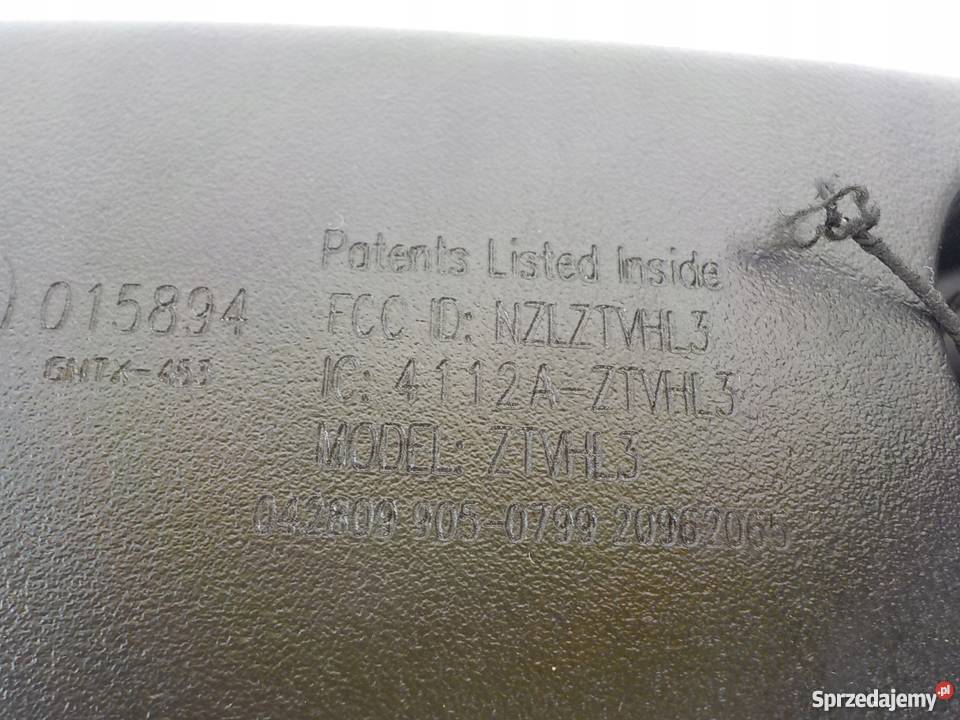 Patents Listed Inside
015894
FCC ID: NZLZTVHL3
GMTX-453
IC: 4112A-ZTVHL3
MODEL: ZTVHL3
042809 905-0799 20962065
Sprzedajemy.pl